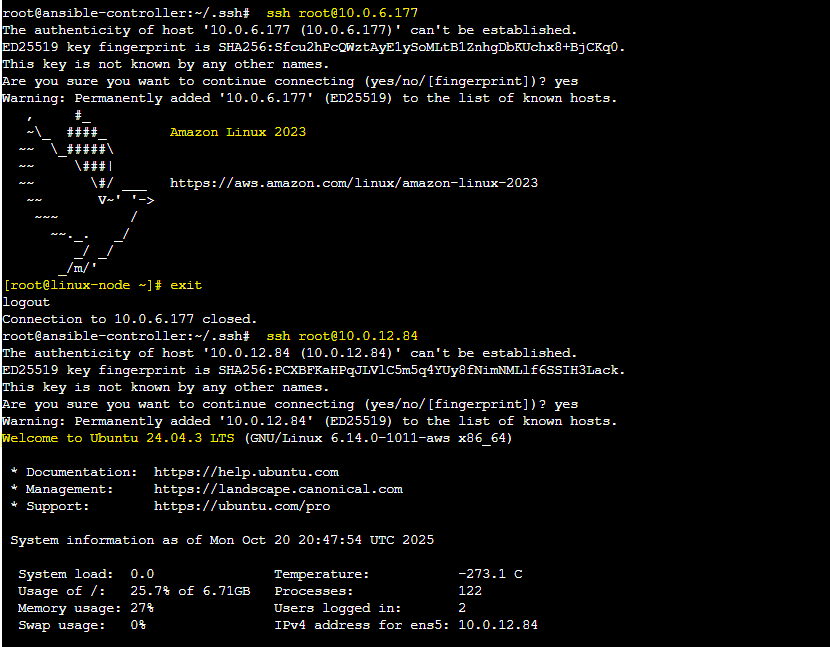 root@ansible-controller:~/.ssh#  ssh root@10.0.6.177
The authenticity of host '10.0.6.177 (10.0.6.177)' can't be established.
ED25519 key fingerprint is SHA256:Sfcu2hPcQWztAyElySoMLtBlZnhgDbKUchx8+BjCKq0.
This key is not known by any other names.
Are you sure you want to continue connecting (yes/no/[fingerprint])? yes
Warning: Permanently added '10.0.6.177' (ED25519) to the list of known hosts.
   ,     #_
   ~\_  ####_        Amazon Linux 2023
  ~~  \_#####\
  ~~     \###|
  ~~       \#/ ___   https://aws.amazon.com/linux/amazon-linux-2023
   ~~       V~' '->
    ~~~         /
      ~~._.   _/
         _/ _/
       _/m/'
[root@linux-node ~]# exit
logout
Connection to 10.0.6.177 closed.
root@ansible-controller:~/.ssh#  ssh root@10.0.12.84
The authenticity of host '10.0.12.84 (10.0.12.84)' can't be established.
ED25519 key fingerprint is SHA256:PCXBFKaHPqJLVlC5m5q4YUy8fNimNMLlf6SSIH3Lack.
This key is not known by any other names.
Are you sure you want to continue connecting (yes/no/[fingerprint])? yes
Warning: Permanently added '10.0.12.84' (ED25519) to the list of known hosts.
Welcome to Ubuntu 24.04.3 LTS (GNU/Linux 6.14.0-1011-aws x86_64)
 * Documentation:  https://help.ubuntu.com
 * Management:     https://landscape.canonical.com
 * Support:        https://ubuntu.com/pro
 System information as of Mon Oct 20 20:47:54 UTC 2025
  System load:  0.0               Temperature:           -273.1 C
  Usage of /:   25.7% of 6.71GB   Processes:             122
  Memory usage: 27%               Users logged in:       2
  Swap usage:   0%                IPv4 address for ens5: 10.0.12.84